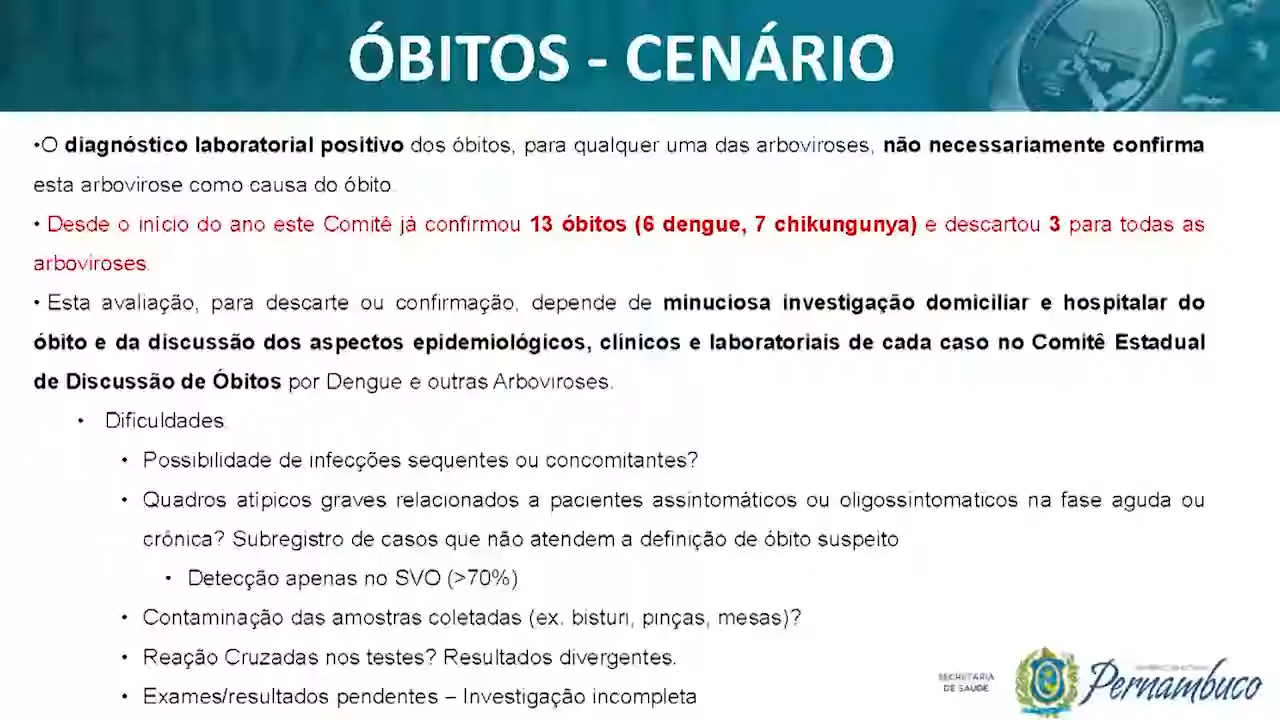 ÓBITOS - CENÁRIO
•O diagnóstico laboratorial positivo dos óbitos, para qualquer uma das arboviroses, não necessariamente confirma
esta arbovirose como causa do óbito.
• Desde o início do ano este Comitê já confirmou 13 óbitos (6 dengue, 7 chikungunya) e descartou 3 para todas as
arboviroses.
• Esta avaliação, para descarte ou confirmação, depende de minuciosa investigação domiciliar e hospitalar do
óbito e da discussão dos aspectos epidemiológicos, clínicos e laboratoriais de cada caso no Comitê Estadual
de Discussão de Óbitos por Dengue e outras Arboviroses.
• Dificuldades
• Possibilidade de infecções sequentes ou concomitantes?
• Quadros atípicos graves relacionados a pacientes assintomáticos ou oligossintomaticos na fase aguda ou
crônica? Subregistro de casos que não atendem a definição de óbito suspeito
• Detecção apenas no SVO (>70%)
• Contaminação das amostras coletadas (ex. bisturi, pinças, mesas)?
• Reação Cruzadas nos testes? Resultados divergentes.
• Exames/resultados pendentes – Investigação incompleta
SECRETARIA
DE SAÚDE
Pernambuco